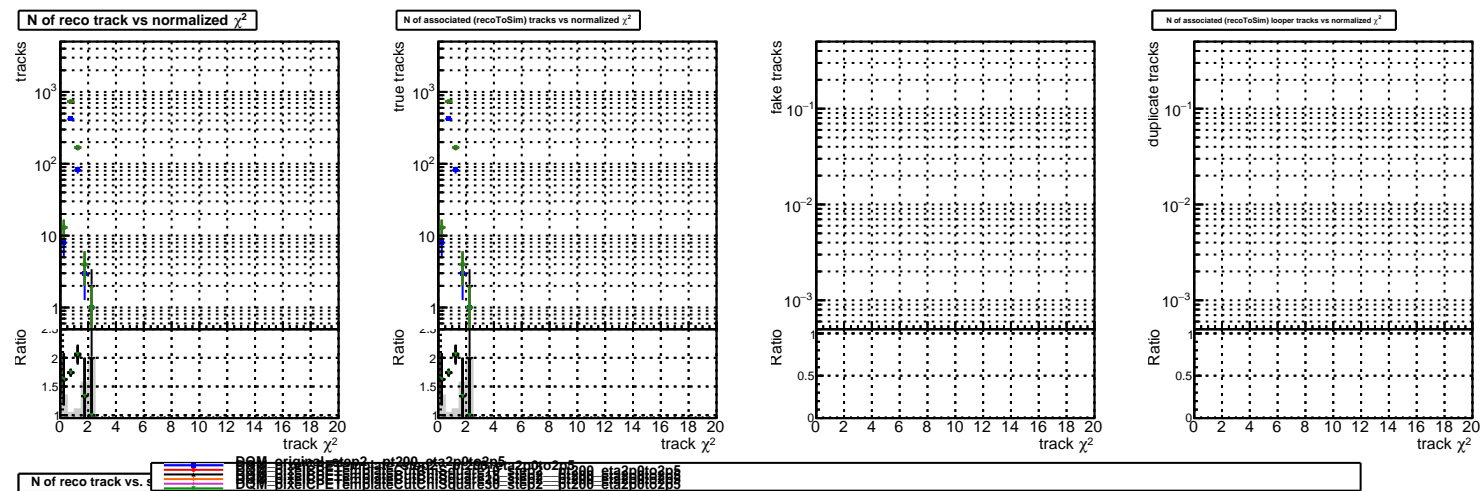 N of reco track vs normalized χ²
tracks
10³
10²
10
1
Ratio
2.5
2
1.5
1
0 2 4 6 8 10 12 14 16 18 20
track χ²
N of associated (recoToSim) tracks vs normalized χ²
true tracks
10³
10²
10
1
Ratio
2.5
2
1.5
1
0 2 4 6 8 10 12 14 16 18 20
track χ²
fake tracks
10⁻¹
10⁻²
10⁻³
Ratio
1
0.5
0
0 2 4 6 8 10 12 14 16 18 20
track χ²
N of associated (recoToSim) looper tracks vs normalized χ²
duplicate tracks
10⁻¹
10⁻²
10⁻³
Ratio
1
0.5
0
0 2 4 6 8 10 12 14 16 18 20
track χ²
N of reco track vs. s
DQM_original_step2 pt200_eta2p0to2p5